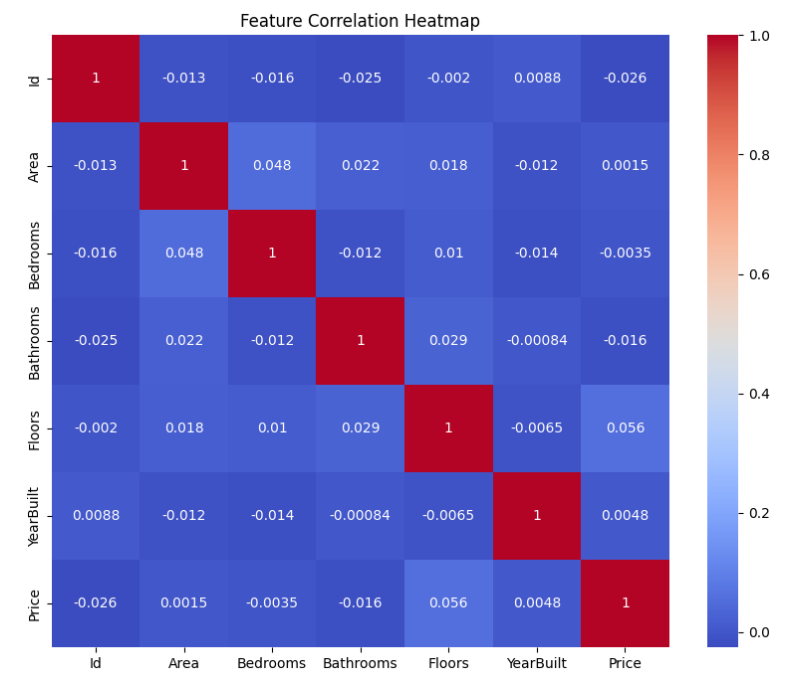 Feature Correlation Heatmap
Id 1 -0.013 -0.016 -0.025 -0.002 0.0088 -0.026
Area -0.013 1 0.048 0.022 0.018 -0.012 0.0015
Bedrooms -0.016 0.048 1 -0.012 0.01 -0.014 -0.0035
Bathrooms -0.025 0.022 -0.012 1 0.029 -0.00084 -0.016
Floors -0.002 0.018 0.01 0.029 1 -0.0065 0.056
YearBuilt 0.0088 -0.012 -0.014 -0.00084 -0.0065 1 0.0048
Price -0.026 0.0015 -0.0035 -0.016 0.056 0.0048 1
Id Area Bedrooms Bathrooms Floors YearBuilt Price
1.0
0.8
0.6
0.4
0.2
0.0